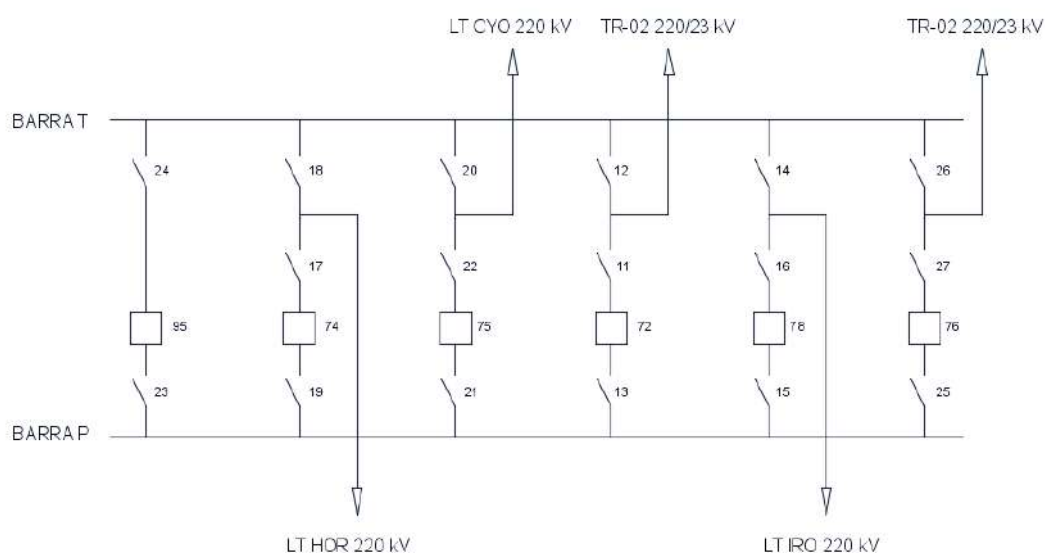 LT CYO 220 kV TR-02 220/23 kV TR-02 220/23 kV
BARRA T
24 18 20 12 14 26
17 22 11 16 27
95 74 75 72 78 76
23 19 21 13 15 25
BARRA P
LT HOR 220 kV LT IRO 220 kV